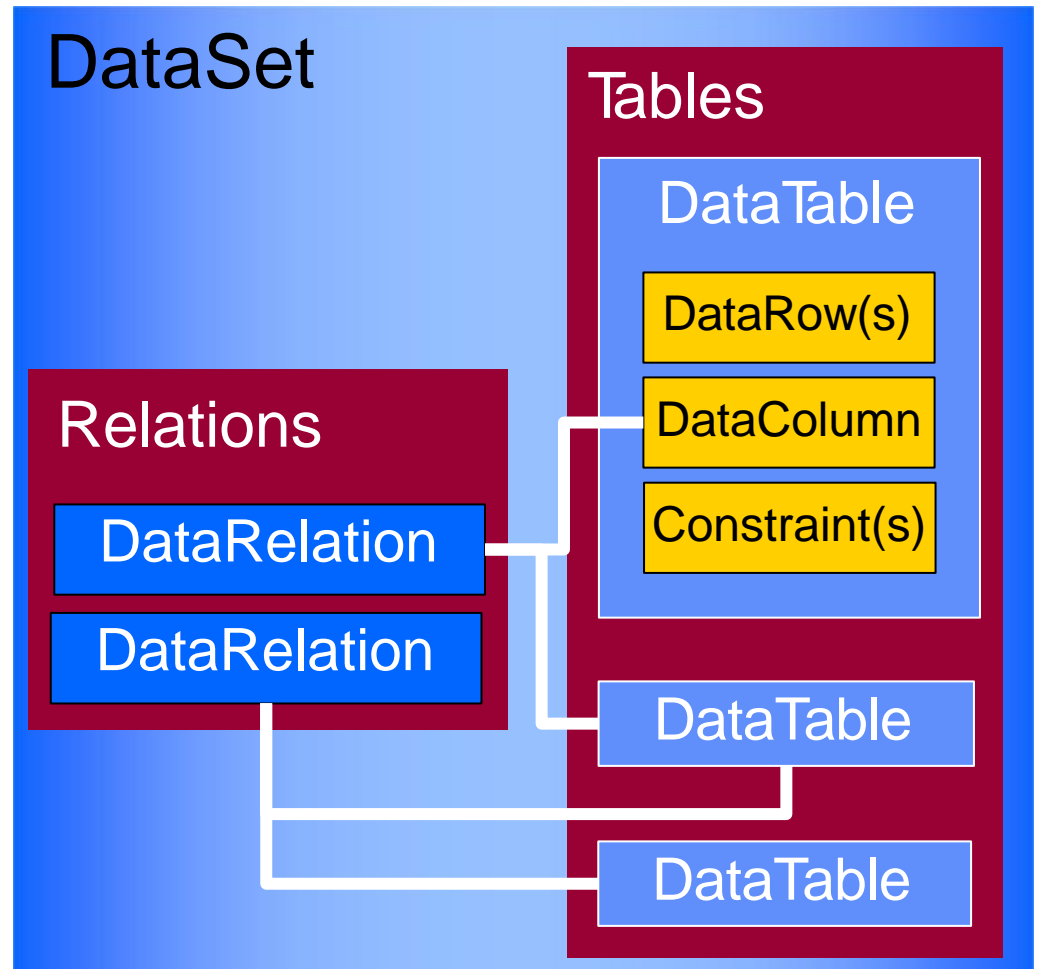 DataSet
Tables
DataTable
DataRow(s)
DataColumn
Constraint(s)
Relations
DataRelation
DataRelation
DataTable
DataTable